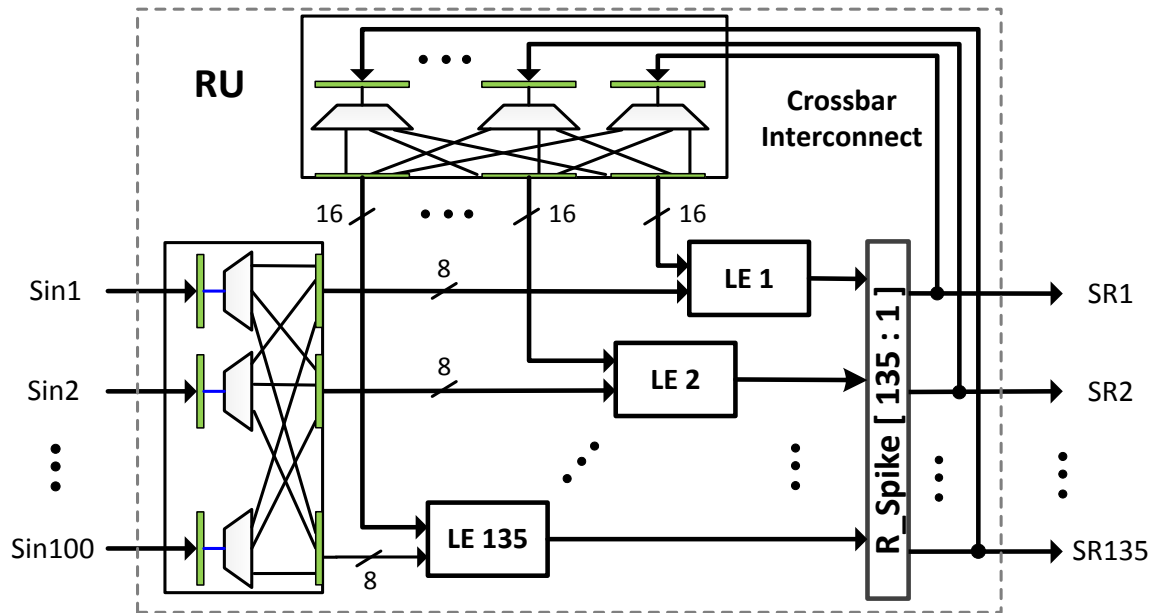 RU
Crossbar
Interconnect
16
16
16
Sin1
8
LE 1
SR1
Sin2
8
LE 2
SR2
R_Spike [ 135 : 1 ]
Sin100
8
LE 135
SR135